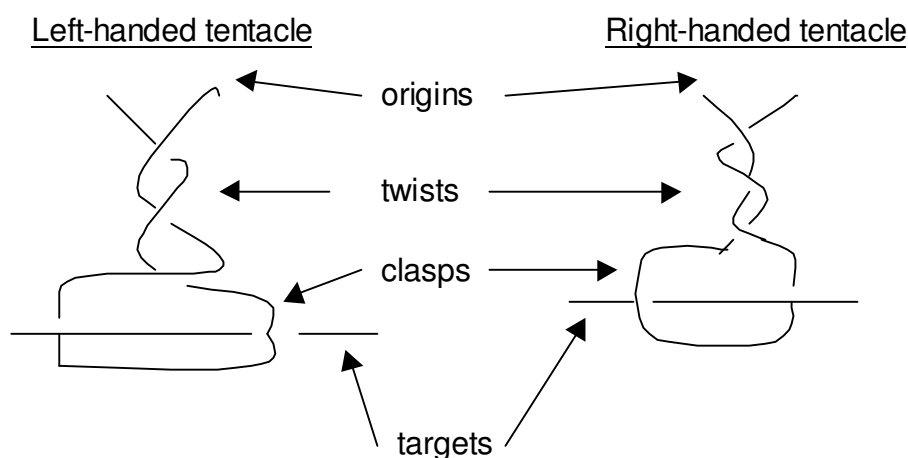 Left-handed tentacle
Right-handed tentacle
origins
twists
clasps
targets